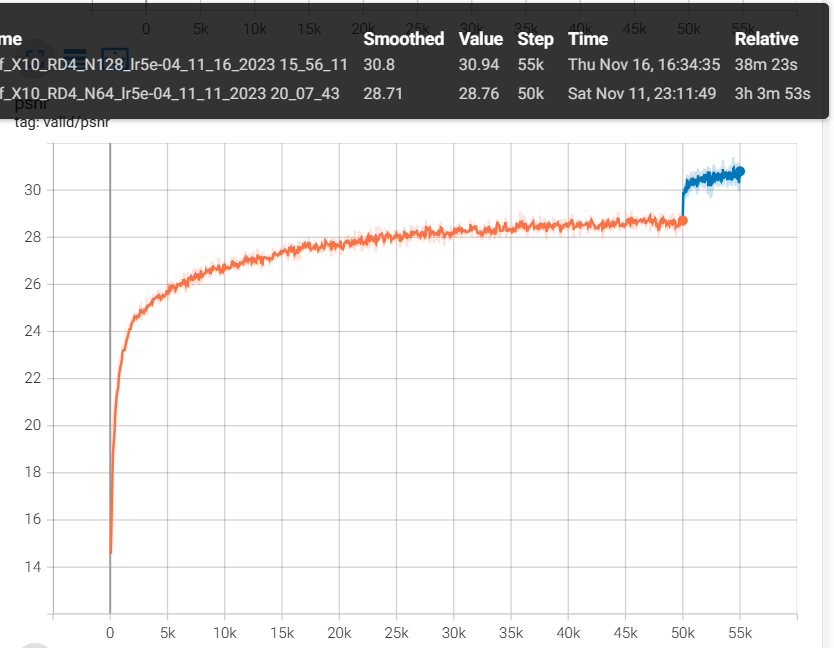 0 5k 10k 15k 20k 25k 30k 35k 40k 45k 50k 55k
me Smoothed Value Step Time Relative
f_X10_RD4_N128_lr5e-04_11_16_2023 15_56_11 30.8 30.94 55k Thu Nov 16, 16:34:35 38m 23s
f_X10_RD4_N64_lr5e-04_11_11_2023 20_07_43 28.71 28.76 50k Sat Nov 11, 23:11:49 3h 3m 53s
psnr
tag: valid/psnr
30
28
26
24
22
20
18
16
14
0 5k 10k 15k 20k 25k 30k 35k 40k 45k 50k 55k